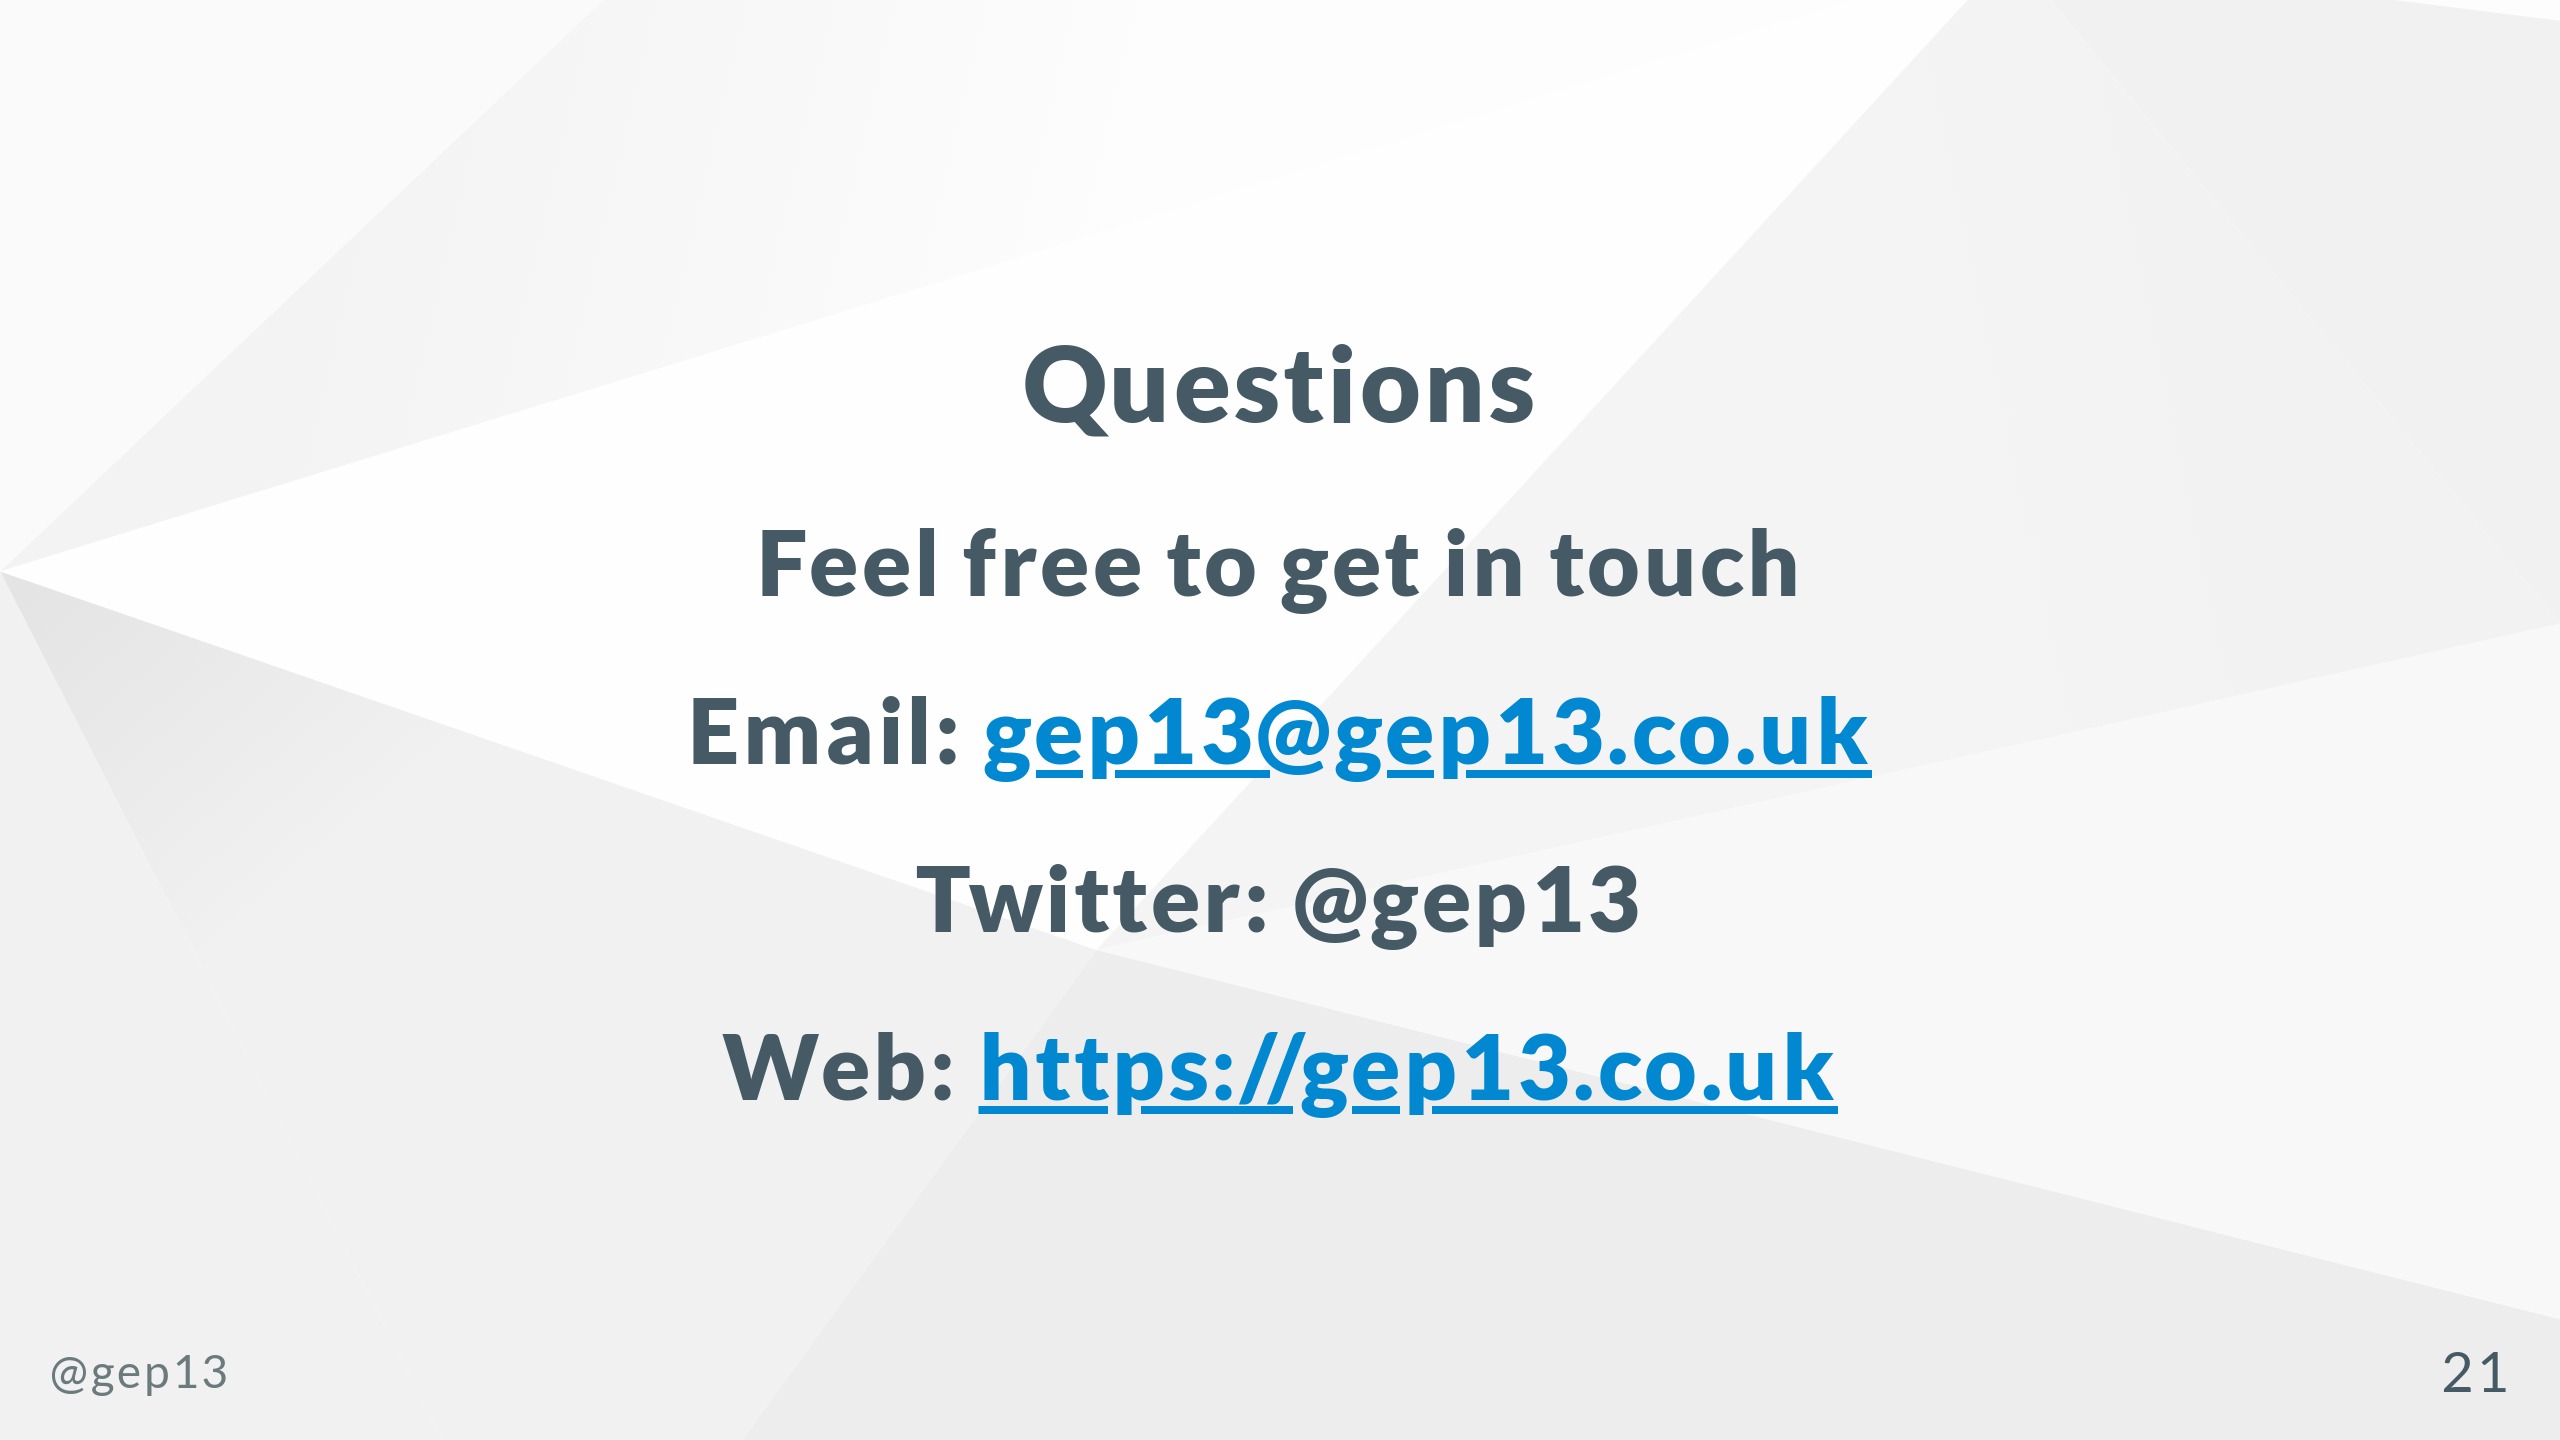 Questions
Feel free to get in touch
Email: gep13@gep13.co.uk
Twitter: @gep13
Web: https://gep13.co.uk
@gep13
21